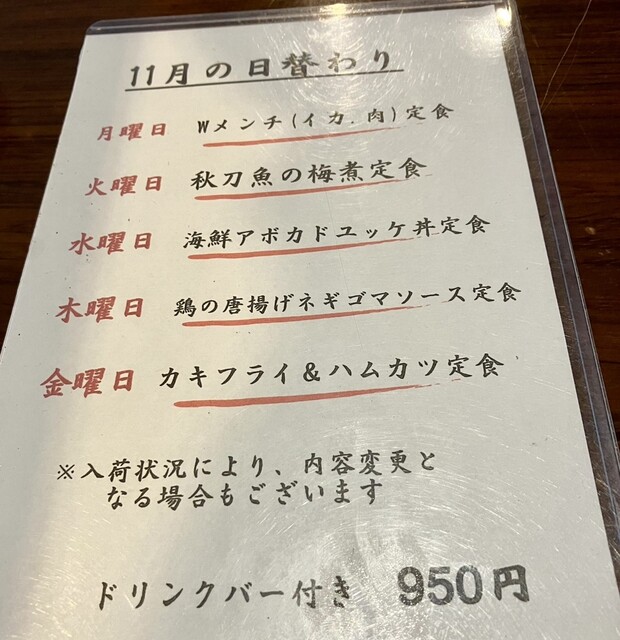 11月の日替わり
月曜日 Wメンチ(イカ.肉)定食
火曜日 秋刀魚の梅煮定食
水曜日 海鮮アボカドユッケ丼定食
木曜日 鶏の唐揚げネギゴマソース定食
金曜日 カキフライ&ハムカツ定食
※入荷状況により、内容変更と
なる場合もございます
ドリンクバー付き 950円